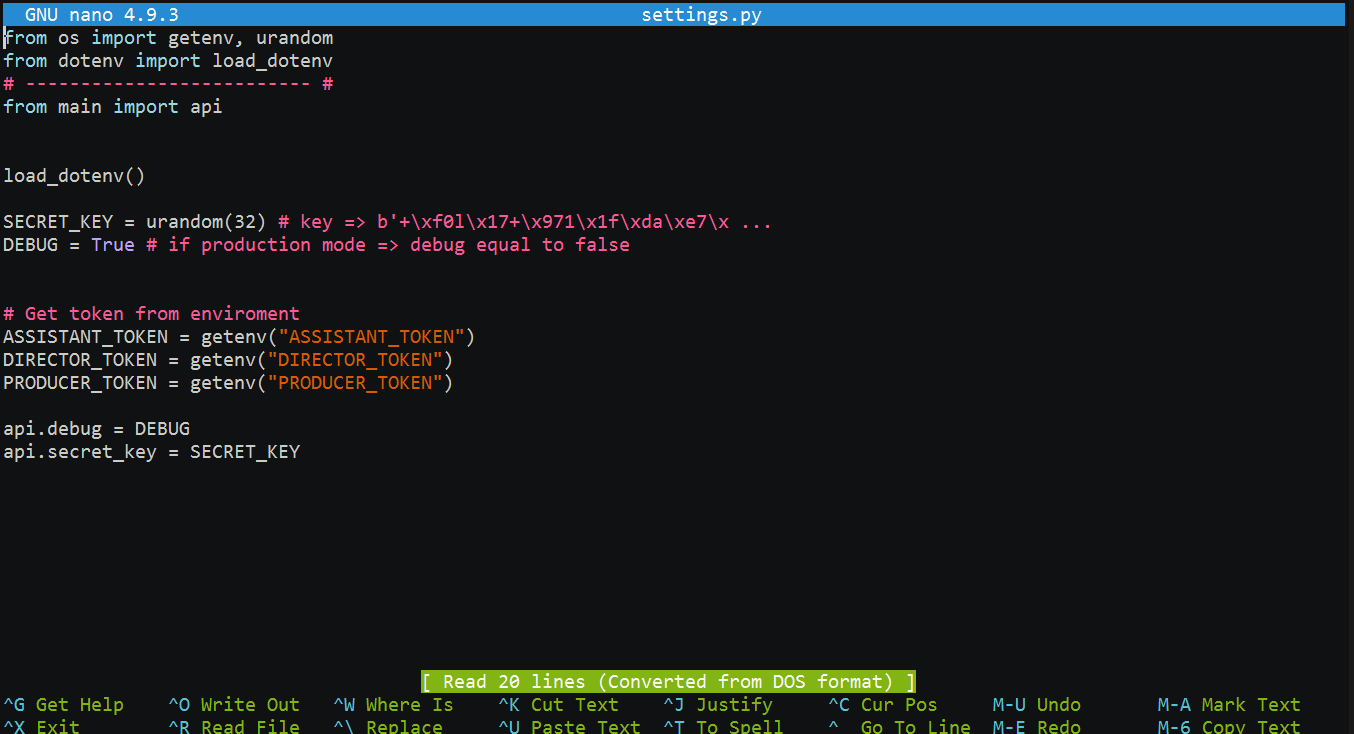 GNU nano 4.9.3 settings.py
from os import getenv, urandom
from dotenv import load_dotenv
# -------------------------- #
from main import api
load_dotenv()
SECRET_KEY = urandom(32) # key => b'+\xf0l\x17+\x971\x1f\xda\xe7\x ...
DEBUG = True # if production mode => debug equal to false
# Get token from enviroment
ASSISTANT_TOKEN = getenv("ASSISTANT_TOKEN")
DIRECTOR_TOKEN = getenv("DIRECTOR_TOKEN")
PRODUCER_TOKEN = getenv("PRODUCER_TOKEN")
api.debug = DEBUG
api.secret_key = SECRET_KEY
[ Read 20 lines (Converted from DOS format) ]
^G Get Help ^O Write Out ^W Where Is ^K Cut Text ^J Justify ^C Cur Pos M-U Undo M-A Mark Text
^X Exit ^R Read File ^\ Replace ^U Paste Text ^T To Spell ^ Go To Line M-E Redo M-6 Copy Text